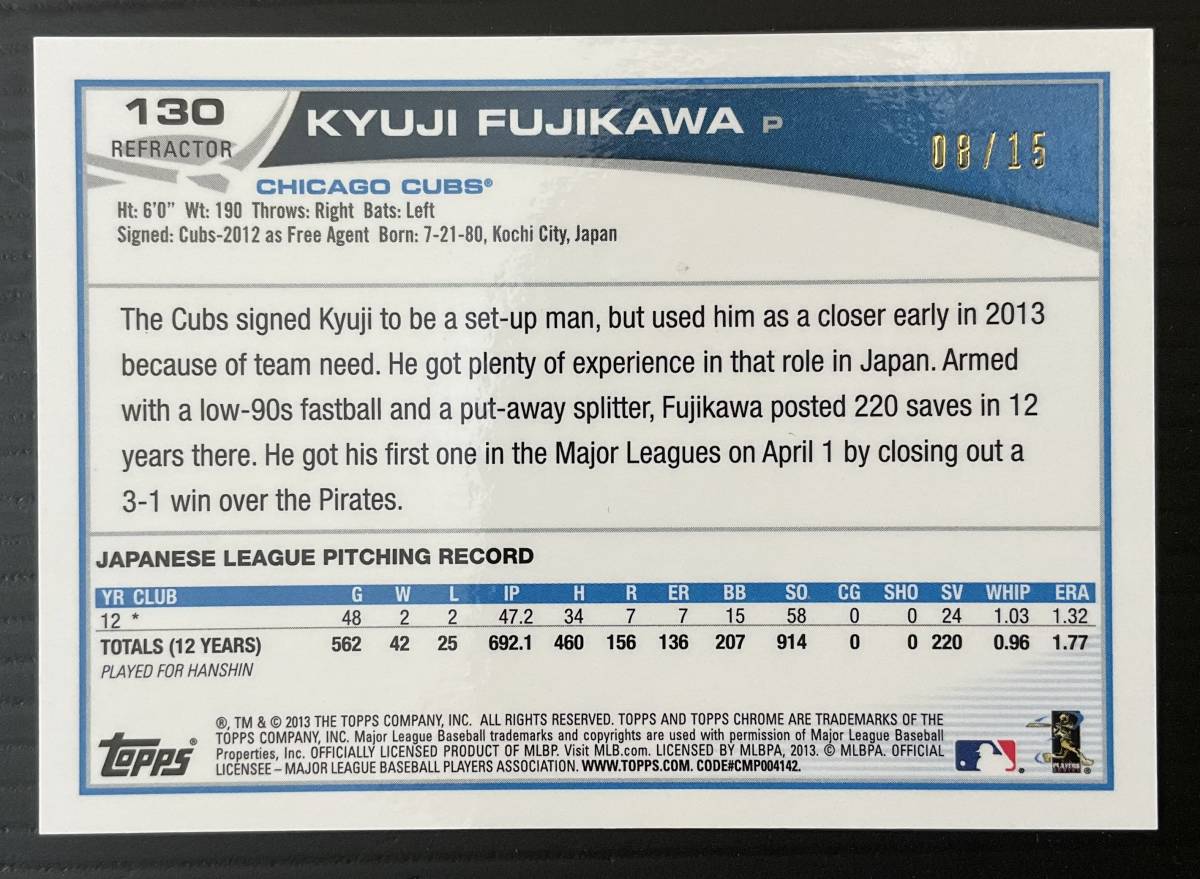 130
REFRACTOR
KYUJI FUJIKAWA P
08/15
CHICAGO CUBS®
Ht: 6'0" Wt: 190 Throws: Right Bats: Left
Signed: Cubs-2012 as Free Agent Born: 7-21-80, Kochi City, Japan
The Cubs signed Kyuji to be a set-up man, but used him as a closer early in 2013
because of team need. He got plenty of experience in that role in Japan. Armed
with a low-90s fastball and a put-away splitter, Fujikawa posted 220 saves in 12
years there. He got his first one in the Major Leagues on April 1 by closing out a
3-1 win over the Pirates.
JAPANESE LEAGUE PITCHING RECORD
YR CLUB G W L IP H R ER BB SO CG SHO SV WHIP ERA
12 * 48 2 2 47.2 34 7 7 15 58 0 0 24 1.03 1.32
TOTALS (12 YEARS) 562 42 25 692.1 460 156 136 207 914 0 0 220 0.96 1.77
PLAYED FOR HANSHIN
®, TM & © 2013 THE TOPPS COMPANY, INC. ALL RIGHTS RESERVED. TOPPS AND TOPPS CHROME ARE TRADEMARKS OF THE
TOPPS COMPANY, INC. Major League Baseball trademarks and copyrights are used with permission of Major League Baseball
Properties, Inc. OFFICIALLY LICENSED PRODUCT OF MLBP. Visit MLB.com. LICENSED BY MLBPA, 2013. © MLBPA. OFFICIAL
LICENSEE – MAJOR LEAGUE BASEBALL PLAYERS ASSOCIATION. WWW.TOPPS.COM. CODE#CMP004142.
TOPPS®
PLAYERS